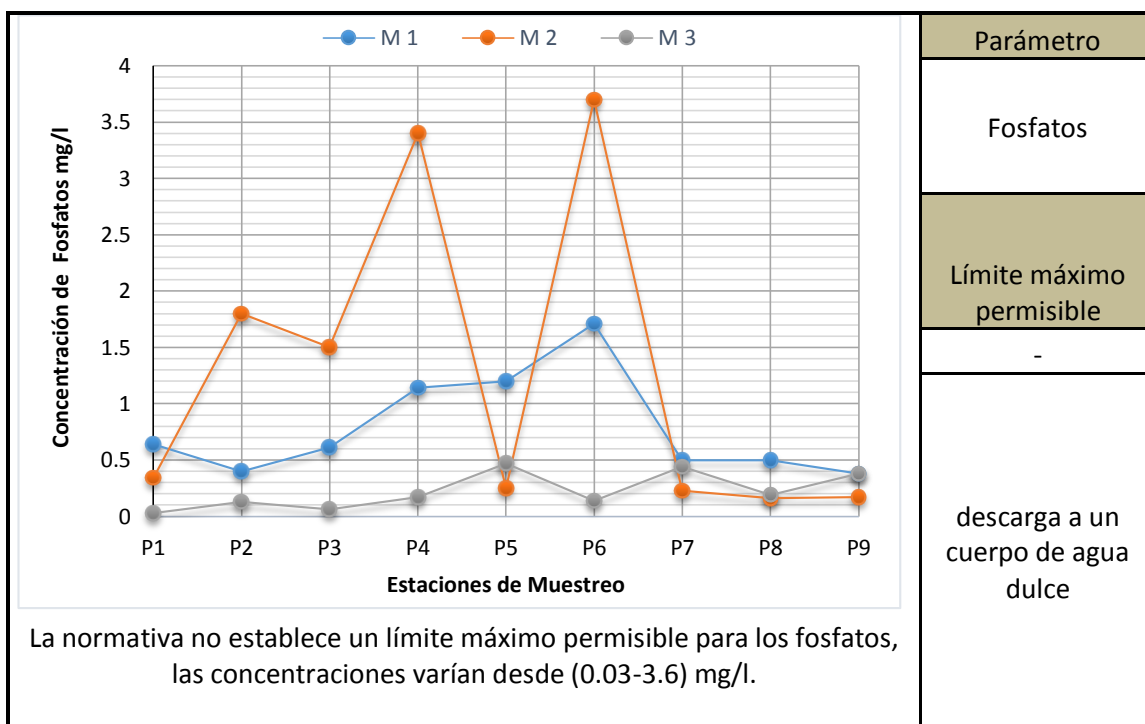 M 1 M 2 M 3
4
3.5
3
2.5
2
1.5
1
0.5
0
Concentración de Fosfatos mg/l
P1 P2 P3 P4 P5 P6 P7 P8 P9
Estaciones de Muestreo
La normativa no establece un límite máximo permisible para los fosfatos,
las concentraciones varían desde (0.03-3.6) mg/l.
Parámetro
Fosfatos
Límite máximo
permisible
-
descarga a un
cuerpo de agua
dulce